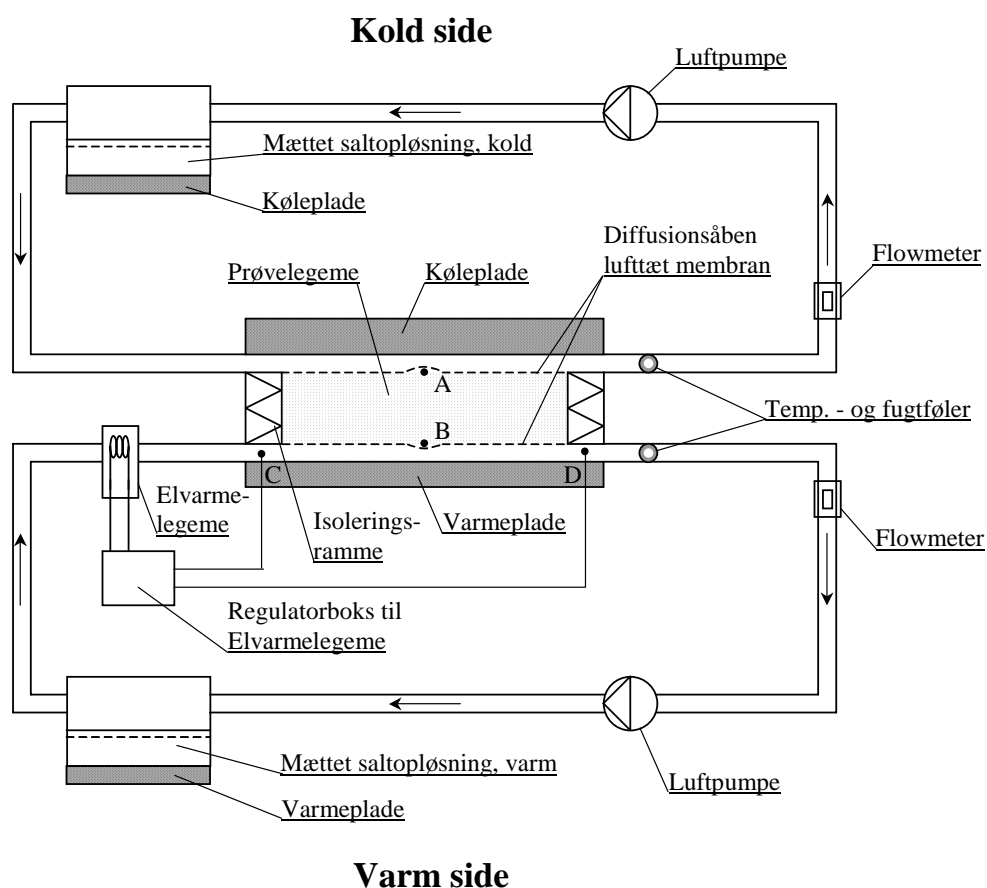 Kold side
Luftpumpe
Mættet saltopløsning, kold
Køleplade
Diffusionsåben
lufttæt membran
Flowmeter
Prøvelegeme
Køleplade
A
Temp. - og fugtføler
B
C
D
Elvarme-
legeme
Isolerings-
ramme
Varmeplade
Flowmeter
Regulatorboks til
Elvarmelegeme
Mættet saltopløsning, varm
Luftpumpe
Varmeplade
Varm side